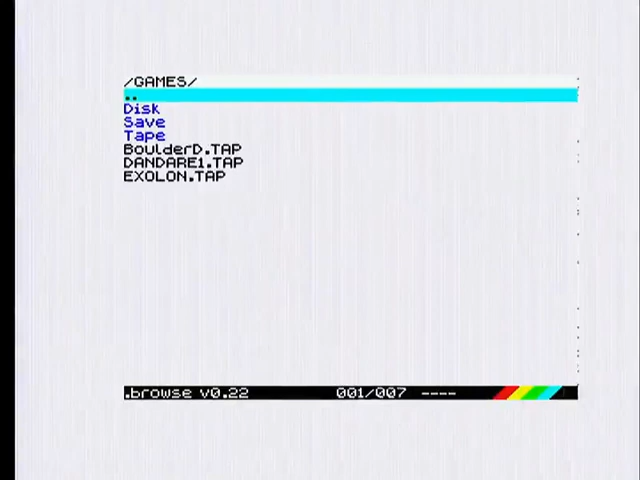 /GAMES/
..
Disk
Save
Tape
BoulderD.TAP
DANDARE1.TAP
EXOLON.TAP
.browse v0.22 001/007 ----